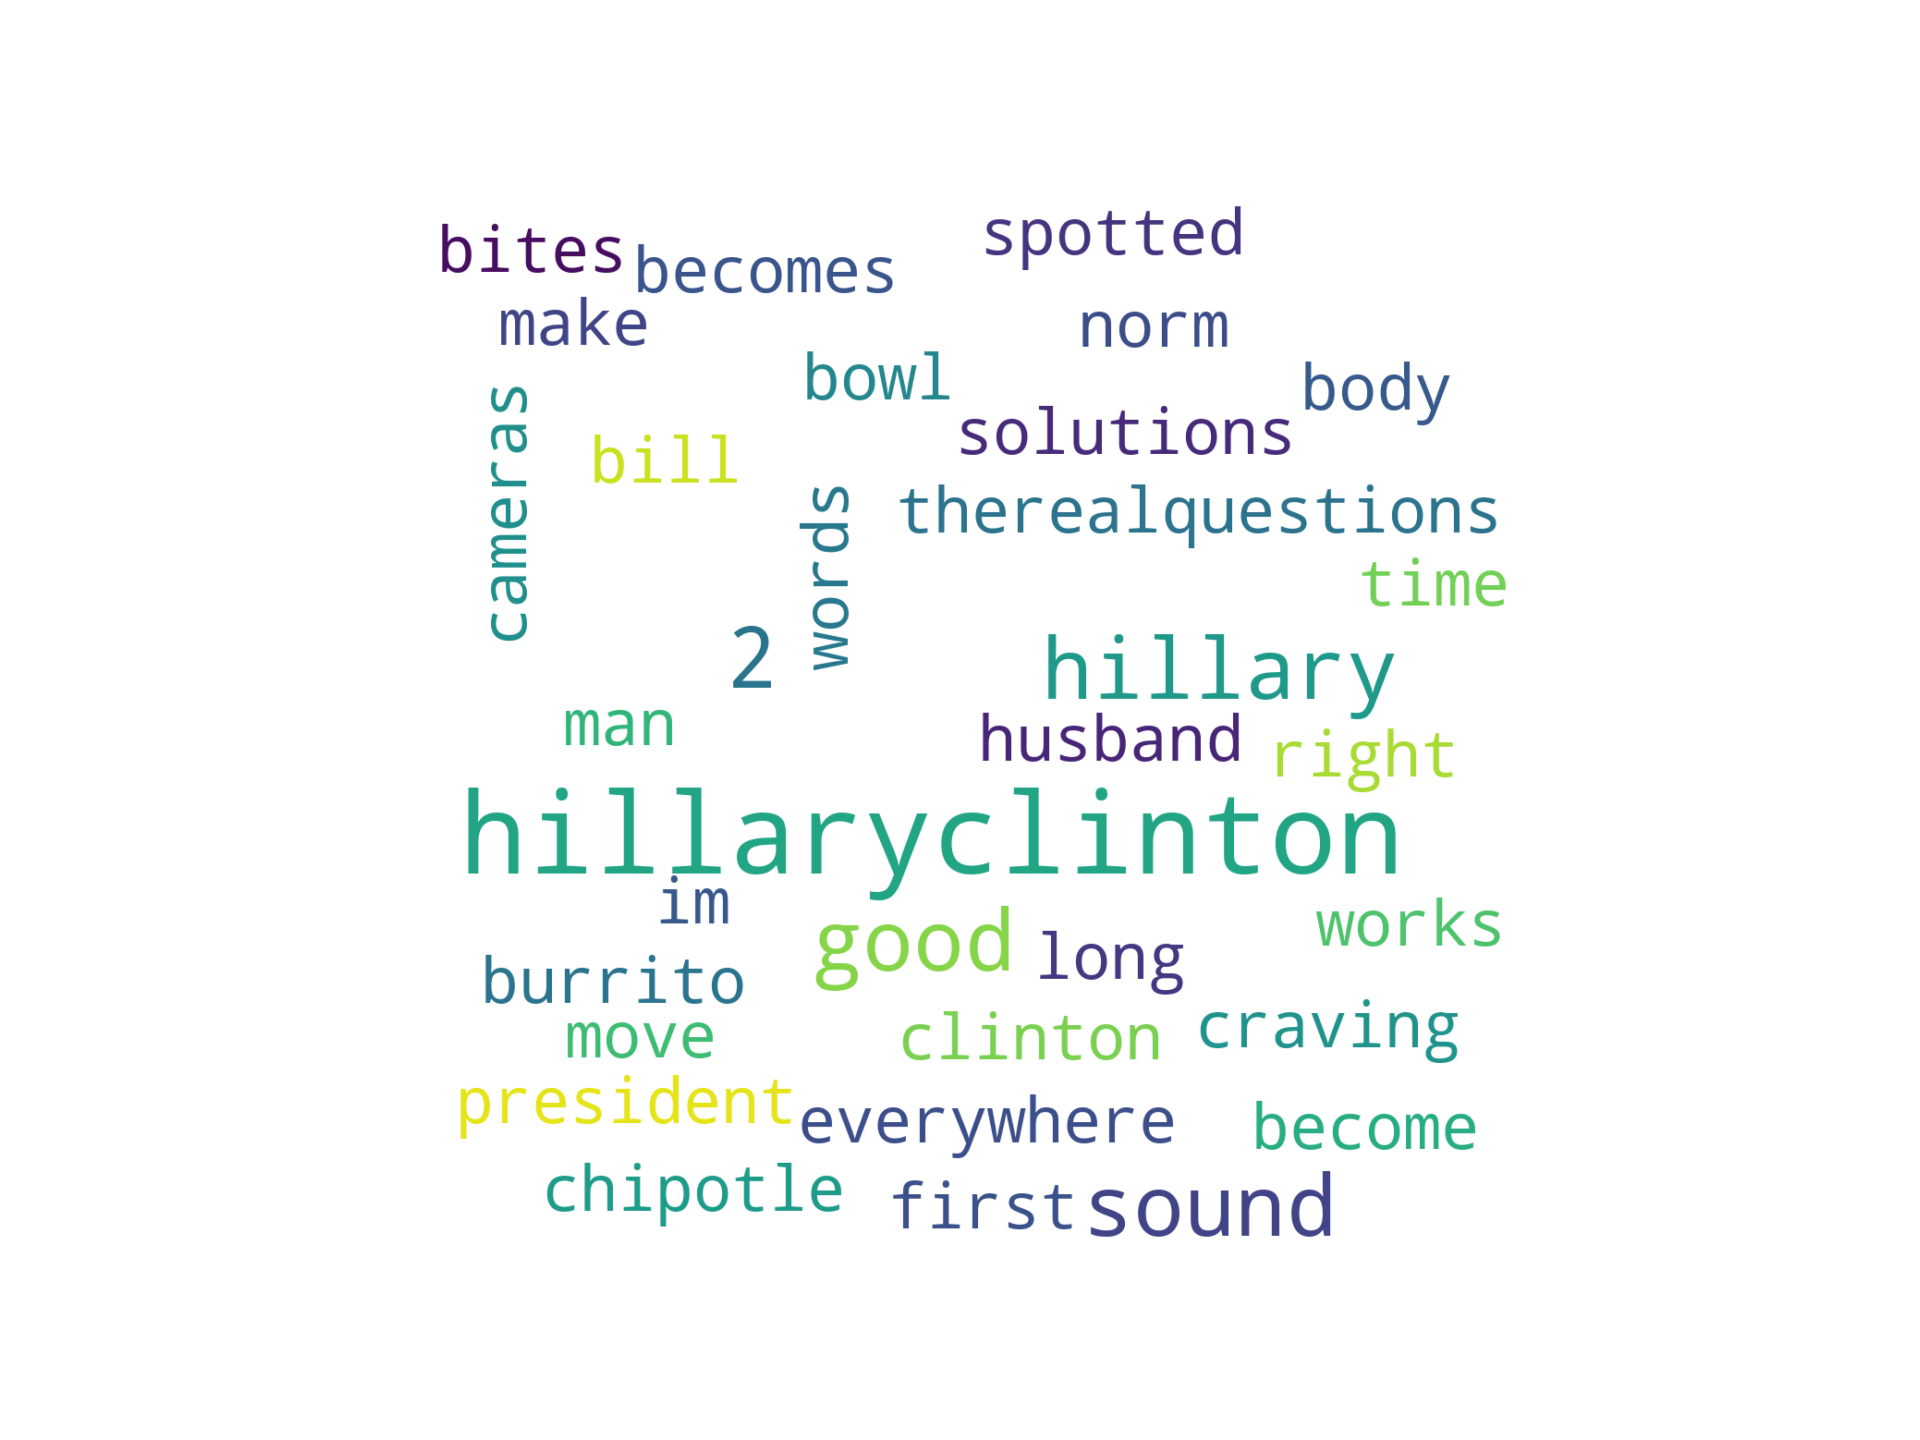 spotted
bites
becomes
make
norm
bowl
body
solutions
bill
cameras
words
therealquestions
time
2
hillary
man
husband
right
hillaryclinton
im
good
long
works
burrito
move
clinton
craving
president
everywhere
become
chipotle
first
sound